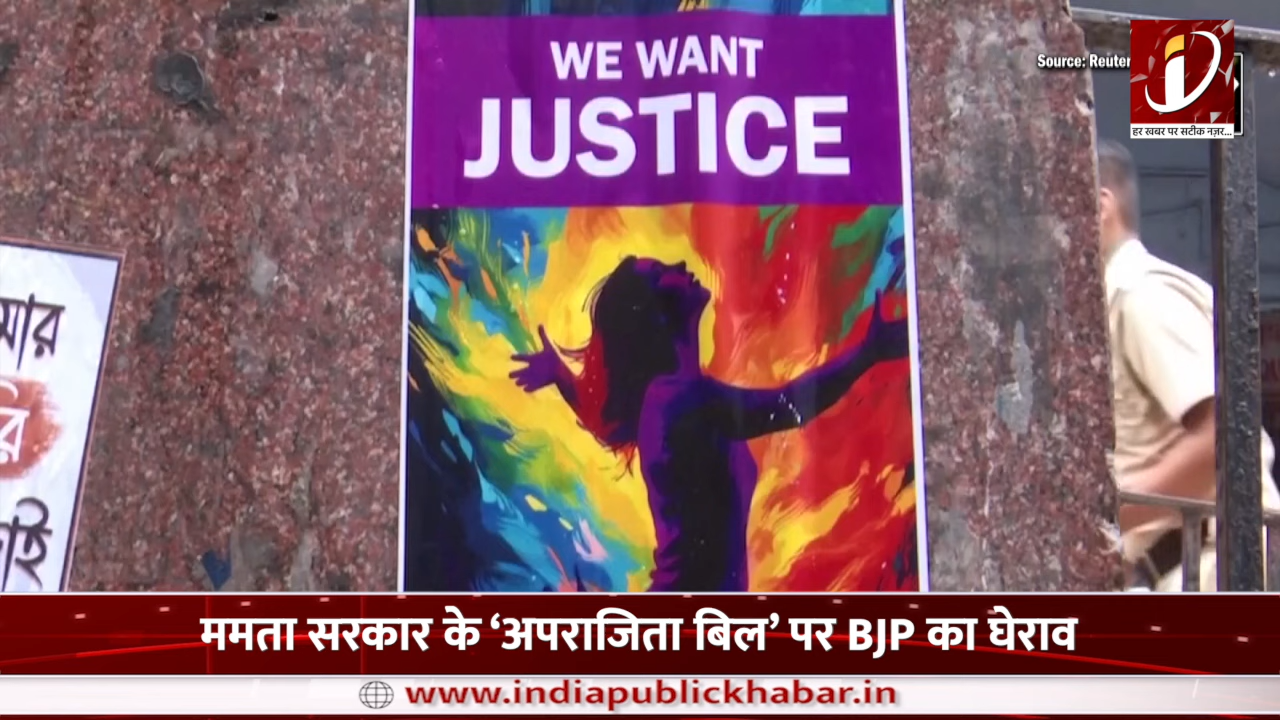 WE WANT
JUSTICE
Source: Reuter
हर खबर पर सटीक नज़र...
মার
রি
ममता सरकार के ‘अपराजिता बिल’ पर BJP का घेराव
www.indiapublickhabar.in